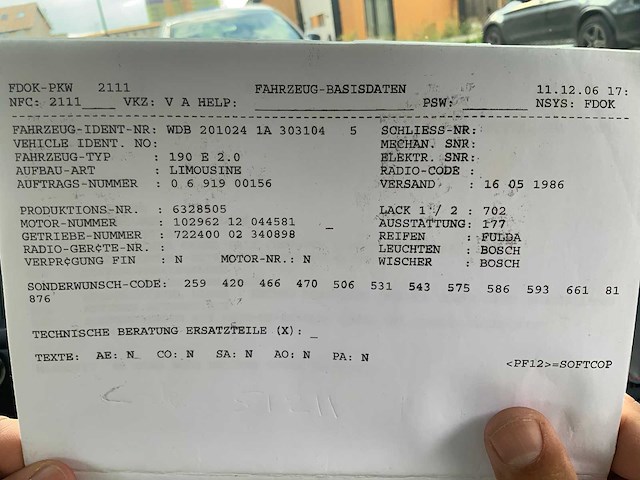 FDOK-PKW 2111 FAHRZEUG-BASISDATEN 11.12.06 17:
NFC: 2111____ VKZ: V A HELP: ____________________ PSW: ________ NSYS: FDOK
FAHRZEUG-IDENT-NR: WDB 201024 1A 303104 5 SCHLIESS-NR:
VEHICLE IDENT. NO: MECHAN. SNR:
FAHRZEUG-TYP : 190 E 2.0 ELEKTR. SNR:
AUFBAU-ART : LIMOUSINE RADIO-CODE :
AUFTRAGS-NUMMER : 0 6 919 00156 VERSAND : 16 05 1986
PRODUKTIONS-NR. : 6328505 LACK 1 / 2 : 702
MOTOR-NUMMER : 102962 12 044581 _ AUSSTATTUNG: 177
GETRIEBE-NUMMER : 722400 02 340898 REIFEN : FULDA
RADIO-GER¢TE-NR. : LEUCHTEN : BOSCH
VERPR¢GUNG FIN : N MOTOR-NR.: N WISCHER : BOSCH
SONDERWUNSCH-CODE: 259 420 466 470 506 531 543 575 586 593 661 81
876
TECHNISCHE BERATUNG ERSATZTEILE (X): _
TEXTE: AE: N_ CO: N SA: N AO: N PA: N
<PF12>=SOFTCOP